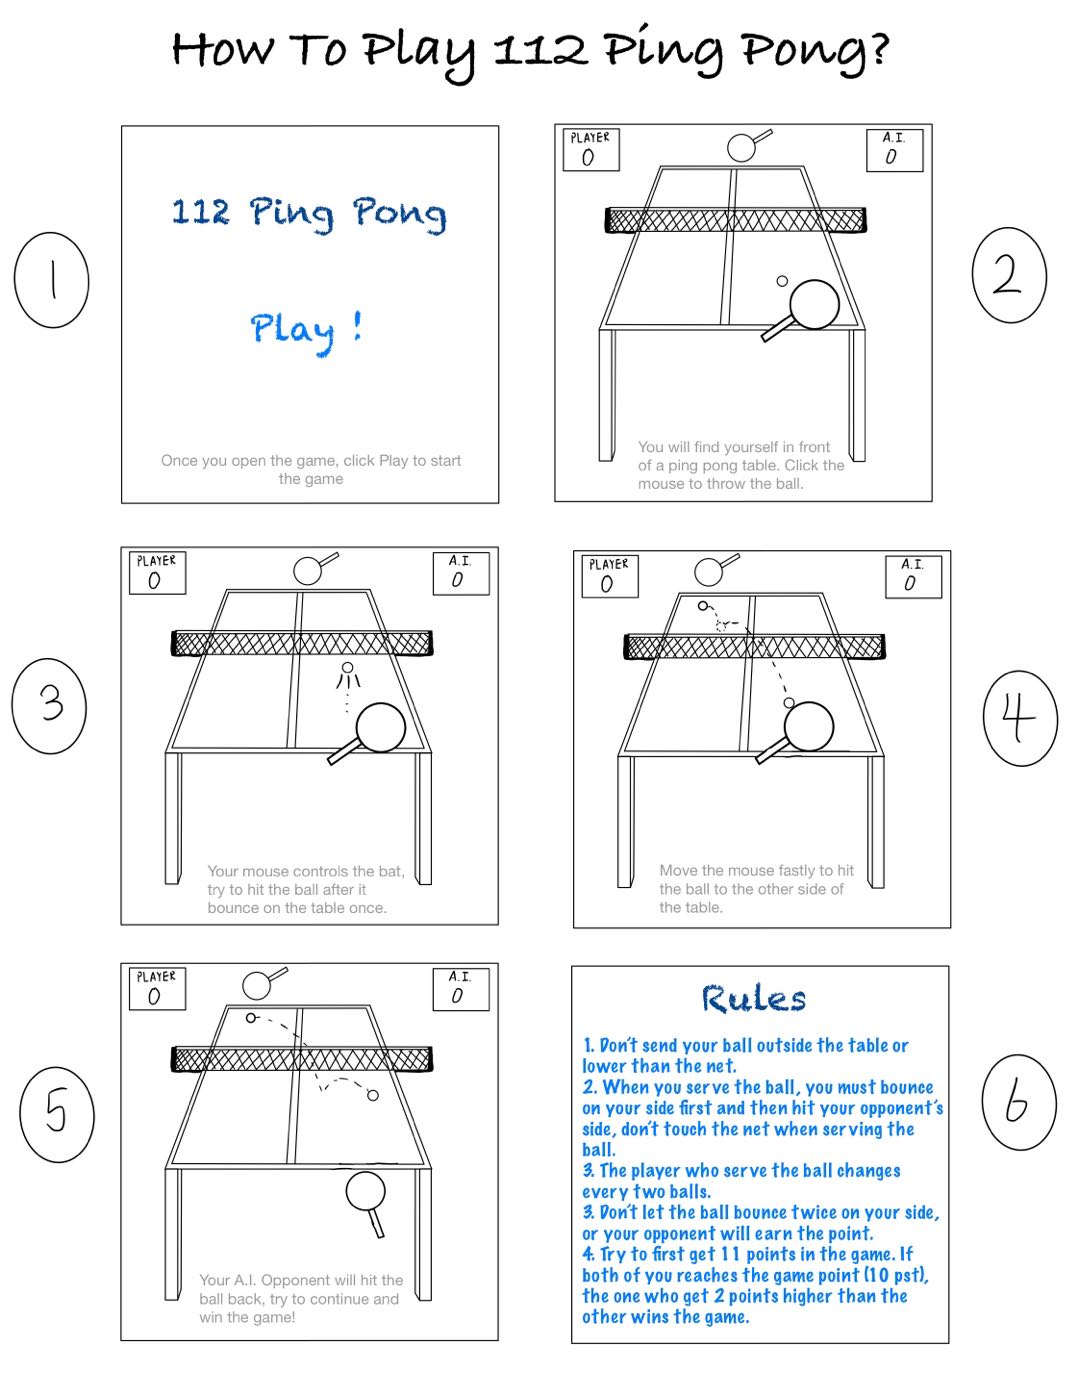 How To Play 112 Ping Pong?
1
112 Ping Pong
Play !
Once you open the game, click Play to start
the game
2
PLAYER
0
A.I.
0
You will find yourself in front
of a ping pong table. Click the
mouse to throw the ball.
3
PLAYER
0
A.I.
0
Your mouse controls the bat,
try to hit the ball after it
bounce on the table once.
4
PLAYER
0
A.I.
0
Move the mouse fastly to hit
the ball to the other side of
the table.
5
PLAYER
0
A.I.
0
Your A.I. Opponent will hit the
ball back, try to continue and
win the game!
6
Rules
1. Don't send your ball outside the table or
lower than the net.
2. When you serve the ball, you must bounce
on your side first and then hit your opponent's
side, don't touch the net when serving the
ball.
3. The player who serve the ball changes
every two balls.
3. Don't let the ball bounce twice on your side,
or your opponent will earn the point.
4. Try to first get 11 points in the game. If
both of you reaches the game point (10 pst),
the one who get 2 points higher than the
other wins the game.